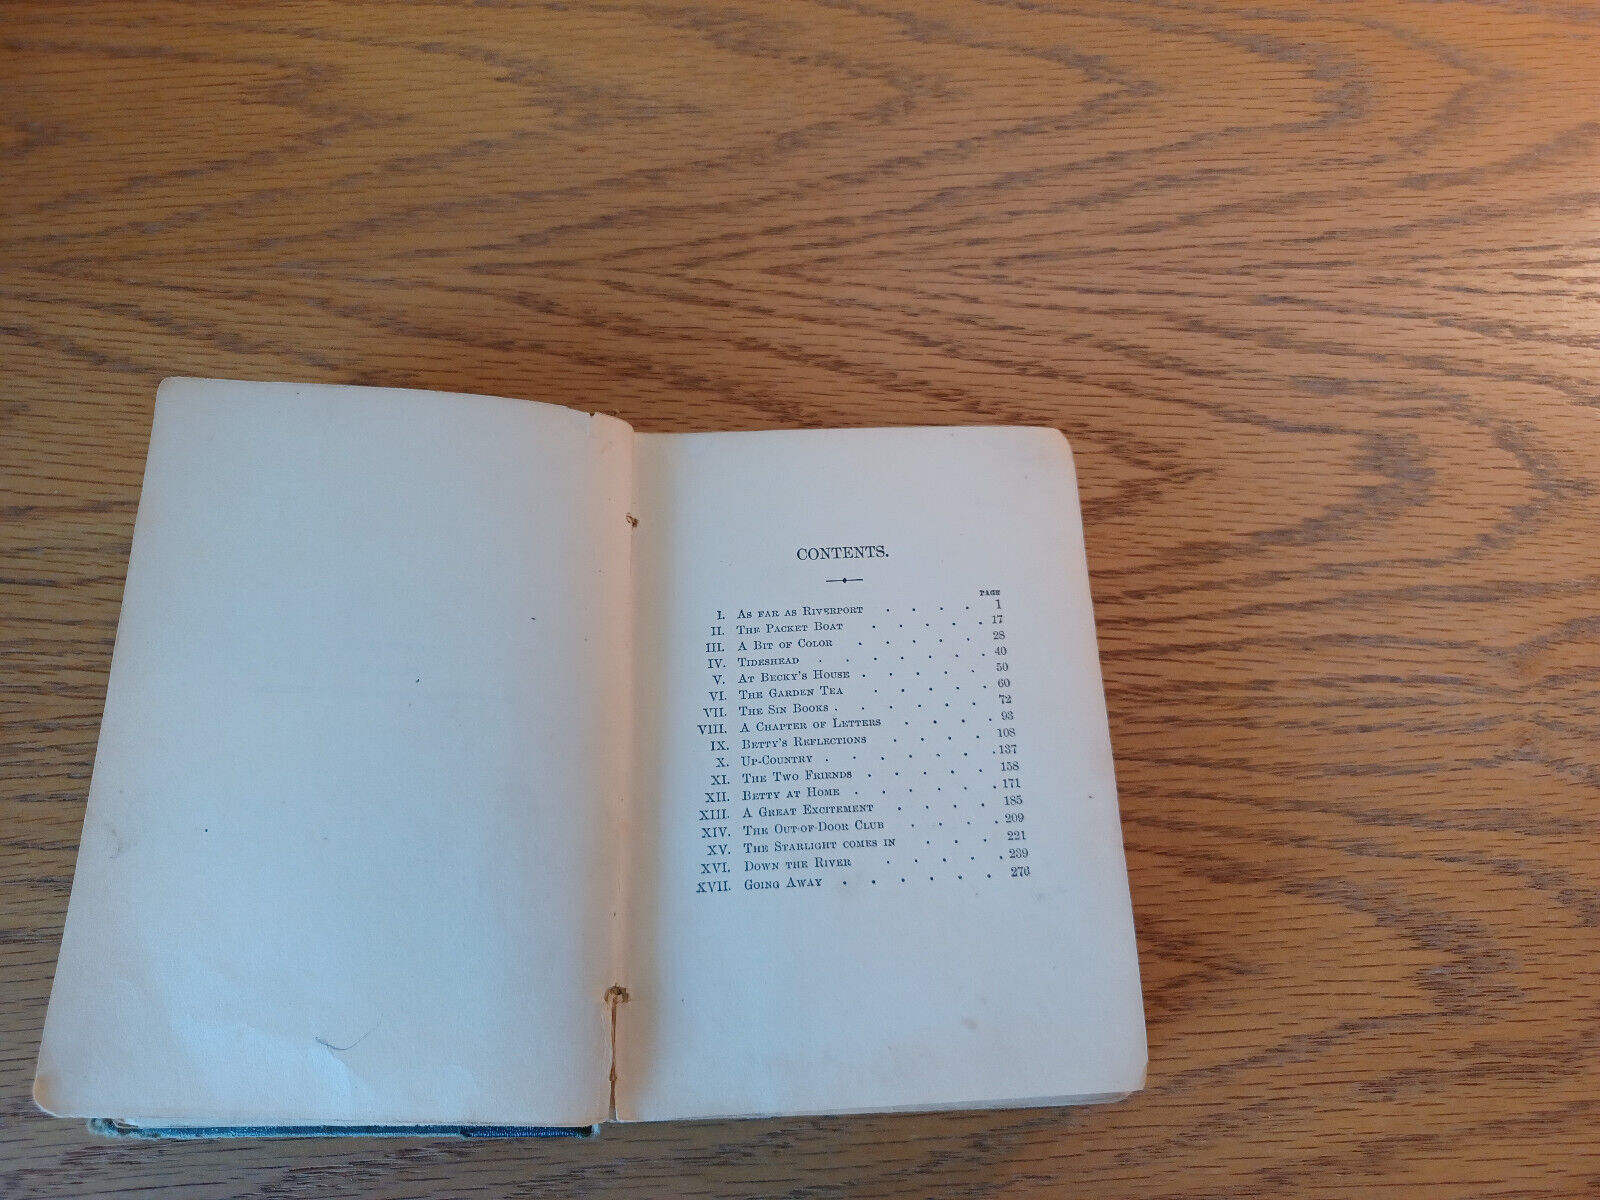 CONTENTS.
PAGE
I. As far as Riverport . . . . 1
II. The Packet Boat . . . . . 17
III. A Bit of Color . . . . . 28
IV. Tideshead . . . . . . . 40
V. At Becky's House . . . . . 50
VI. The Garden Tea . . . . . 60
VII. The Sin Books . . . . . . 72
VIII. A Chapter of Letters . . . . 93
IX. Betty's Reflections . . . . 108
X. Up-Country . . . . . . . 137
XI. The Two Friends . . . . . 158
XII. Betty at Home . . . . . . 171
XIII. A Great Excitement . . . . 185
XIV. The Out-of-Door Club . . . . 209
XV. The Starlight comes in . . . 221
XVI. Down the River . . . . . 239
XVII. Going Away . . . . . . 270